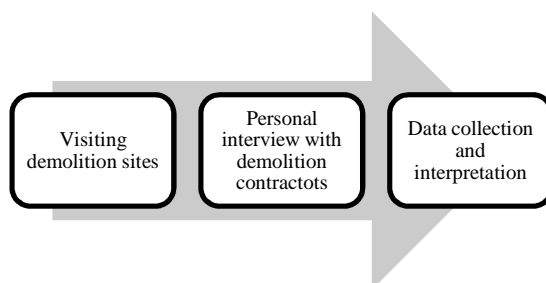 Visiting
demolition sites
Personal
interview with
demolition
contractots
Data collection
and
interpretation